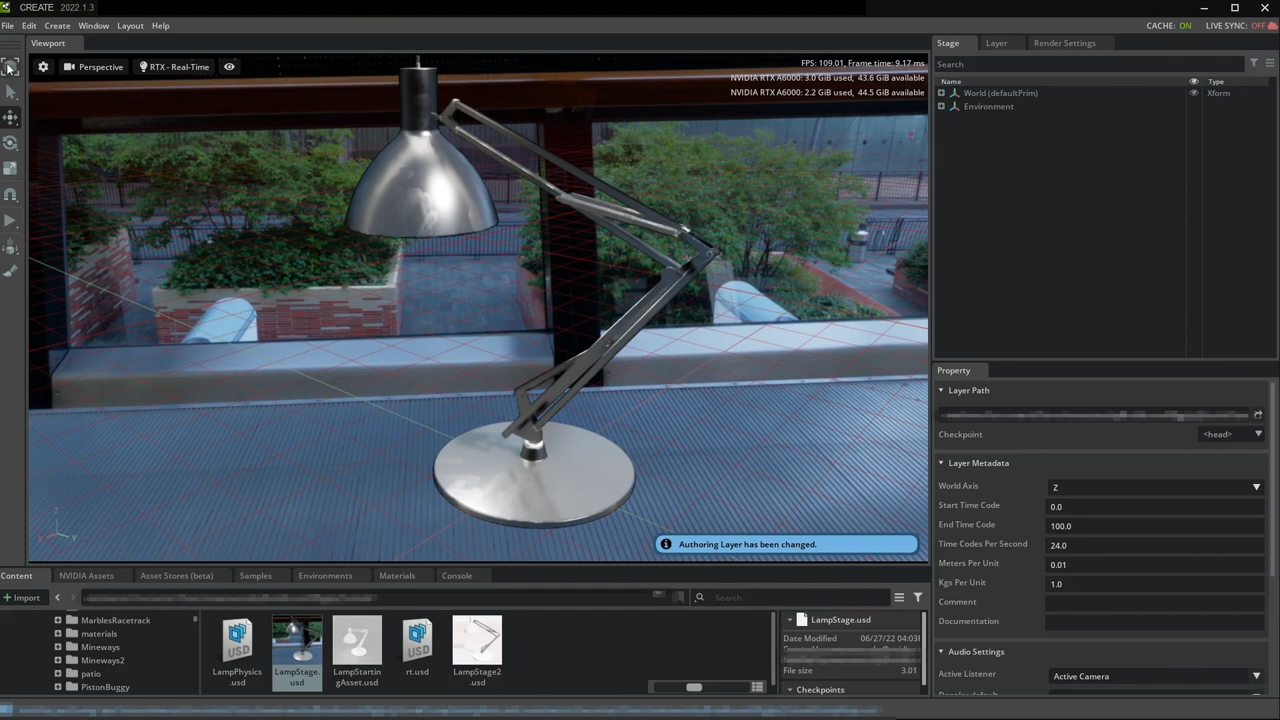 CREATE 2022.1.3
File Edit Create Window Layout Help
CACHE: ON LIVE SYNC: OFF
Viewport
Perspective RTX - Real-Time
FPS: 109.01, Frame time: 9.17 ms
NVIDIA RTX A6000: 3.0 GiB used, 43.6 GiB available
NVIDIA RTX A6000: 2.2 GiB used, 44.5 GiB available
Z
X Y
Authoring Layer has been changed.
Stage Layer Render Settings
Search
Name Type
World (defaultPrim) Xform
Environment
Property
Layer Path
Checkpoint <head>
Layer Metadata
World Axis Z
Start Time Code 0.0
End Time Code 100.0
Time Codes Per Second 24.0
Meters Per Unit 0.01
Kgs Per Unit 1.0
Comment
Documentation
Audio Settings
Active Listener Active Camera
Content NVIDIA Assets Asset Stores (beta) Samples Environments Materials Console
Import Search
MarblesRacetrack
materials
Mineways
Mineways2
patio
PistonBuggy
USD USD
LampPhysics LampStage. LampStartin rt.usd LampStage2
.usd usd gAsset.usd .usd
LampStage.usd
Date Modified 06/27/22 04:03
File size 3.01
Checkpoints